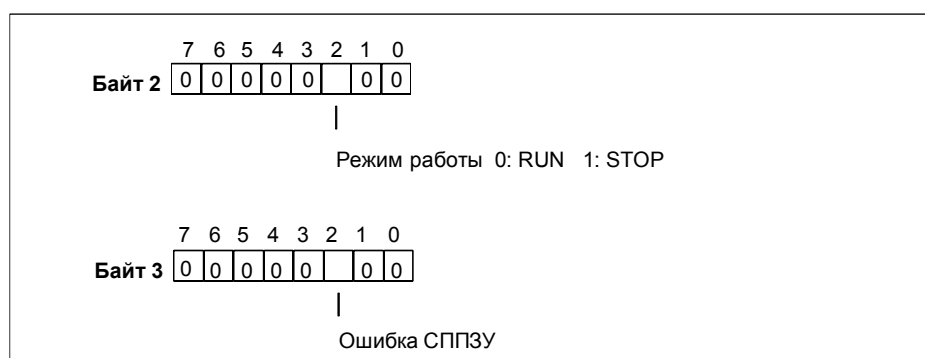 7 6 5 4 3 2 1 0
Байт 2 0 0 0 0 0 0 0
Режим работы 0: RUN 1: STOP
7 6 5 4 3 2 1 0
Байт 3 0 0 0 0 0 0 0
Ошибка СППЗУ